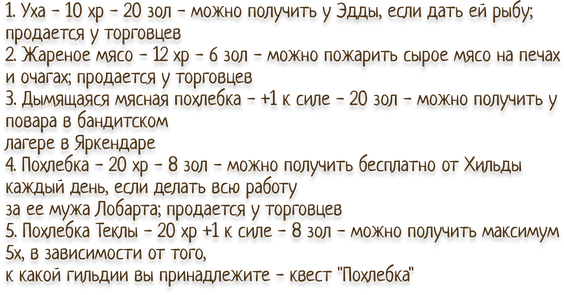 1. Уха - 10 хр - 20 зол - можно получить у Эдды, если дать ей рыбу;
продается у торговцев
2. Жареное мясо - 12 хр - 6 зол - можно пожарить сырое мясо на печах
и очагах; продается у торговцев
3. Дымящаяся мясная похлебка - +1 к силе - 20 зол - можно получить у
повара в бандитском
лагере в Яркендаре
4. Похлебка - 20 хр - 8 зол - можно получить бесплатно от Хильды
каждый день, если делать всю работу
за ее мужа Лобарта; продается у торговцев
5. Похлебка Теклы - 20 хр +1 к силе - 8 зол - можно получить максимум
5х, в зависимости от того,
к какой гильдии вы принадлежите - квест "Похлебка"